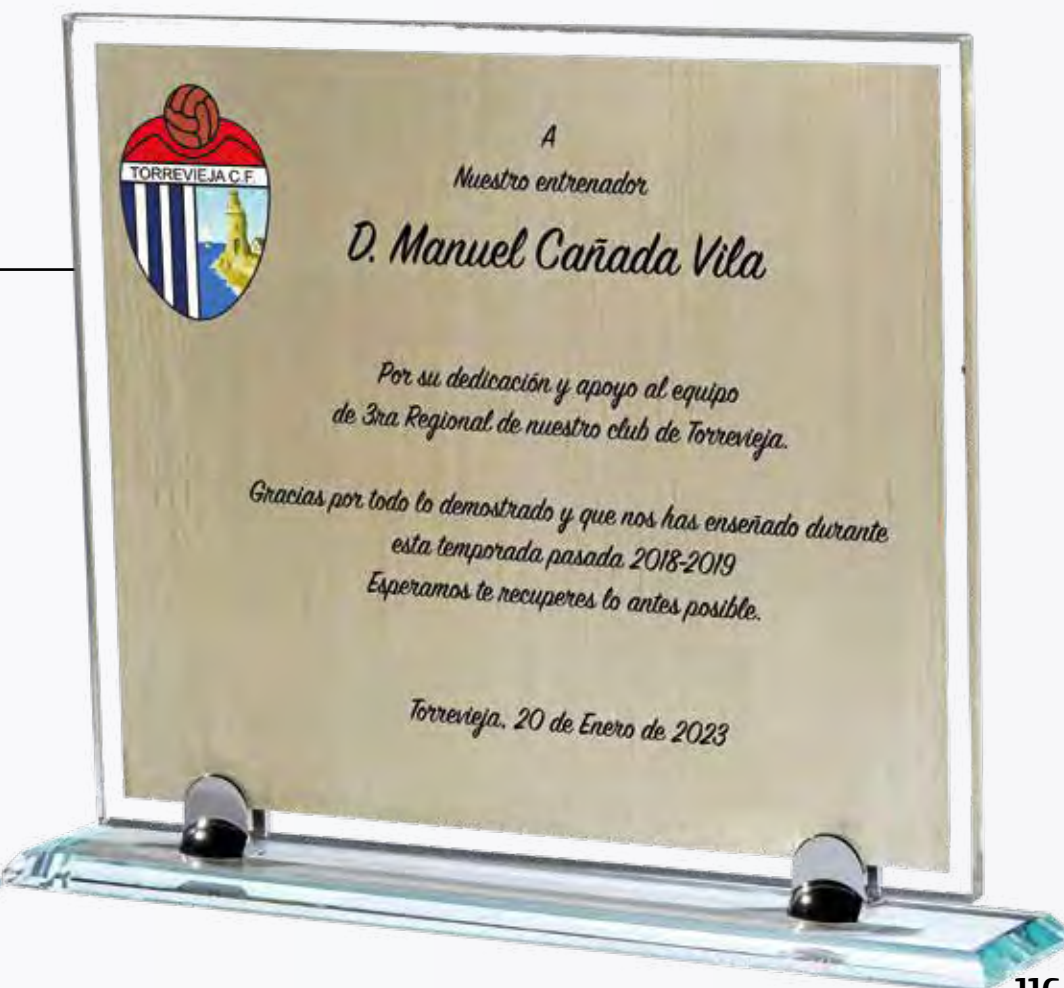 TORREVIEJA C.F.
A
Nuestro entrenador
D. Manuel Cañada Vila
Por su dedicación y apoyo al equipo
de 3ra Regional de nuestro club de Torrevieja.
Gracias por todo lo demostrado y que nos has enseñado durante
esta temporada pasada 2018-2019
Esperamos te recuperes lo antes posible.
Torrevieja, 20 de Enero de 2023